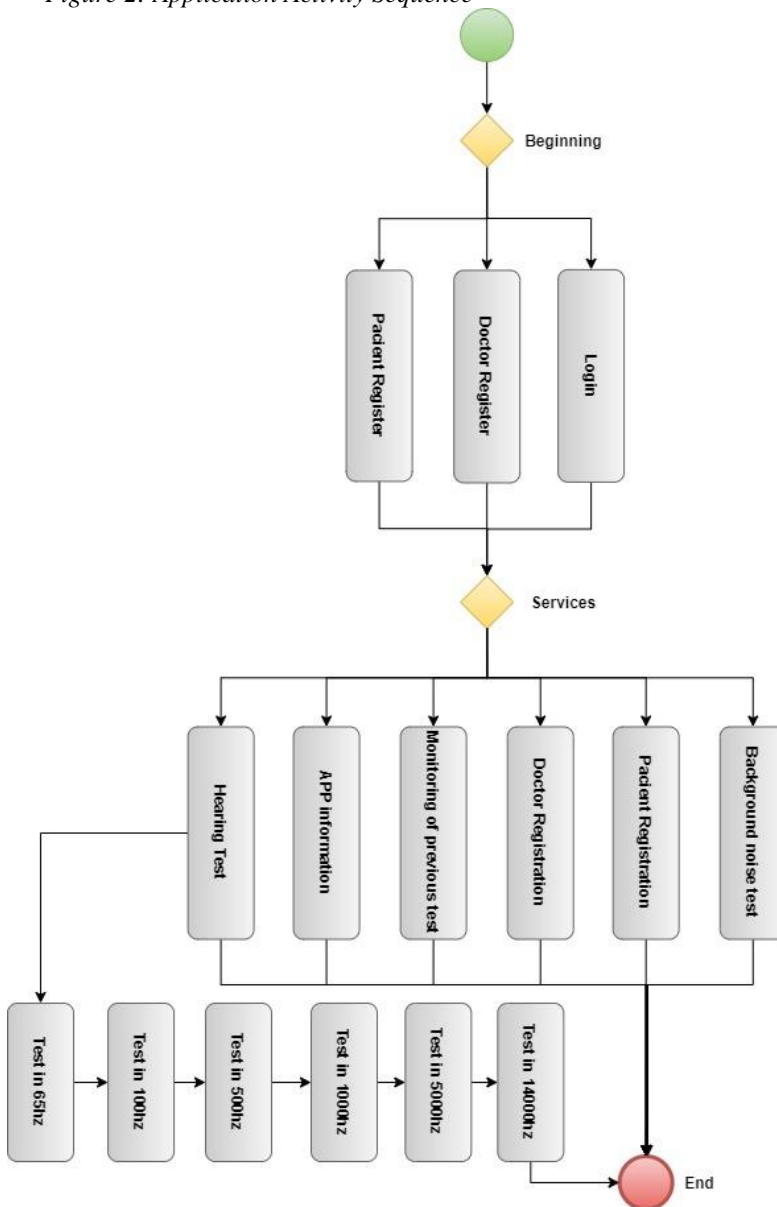 Figure 2. Application Activity Sequence
Beginning
Pacient Register
Doctor Register
Login
Services
Hearing Test
APP information
Monitoring of previous test
Doctor Registration
Pacient Registration
Background noise test
Test in 65hz
Test in 100hz
Test in 500hz
Test in 1000hz
Test in 5000hz
Test in 14000hz
End